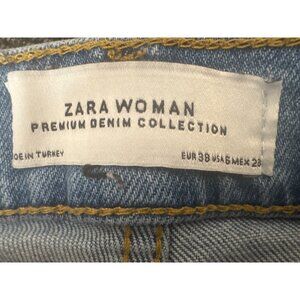 ZARA WOMAN
PREMIUM DENIM COLLECTION
DE IN TURKEY EUR 38 USA 6 MEX 28